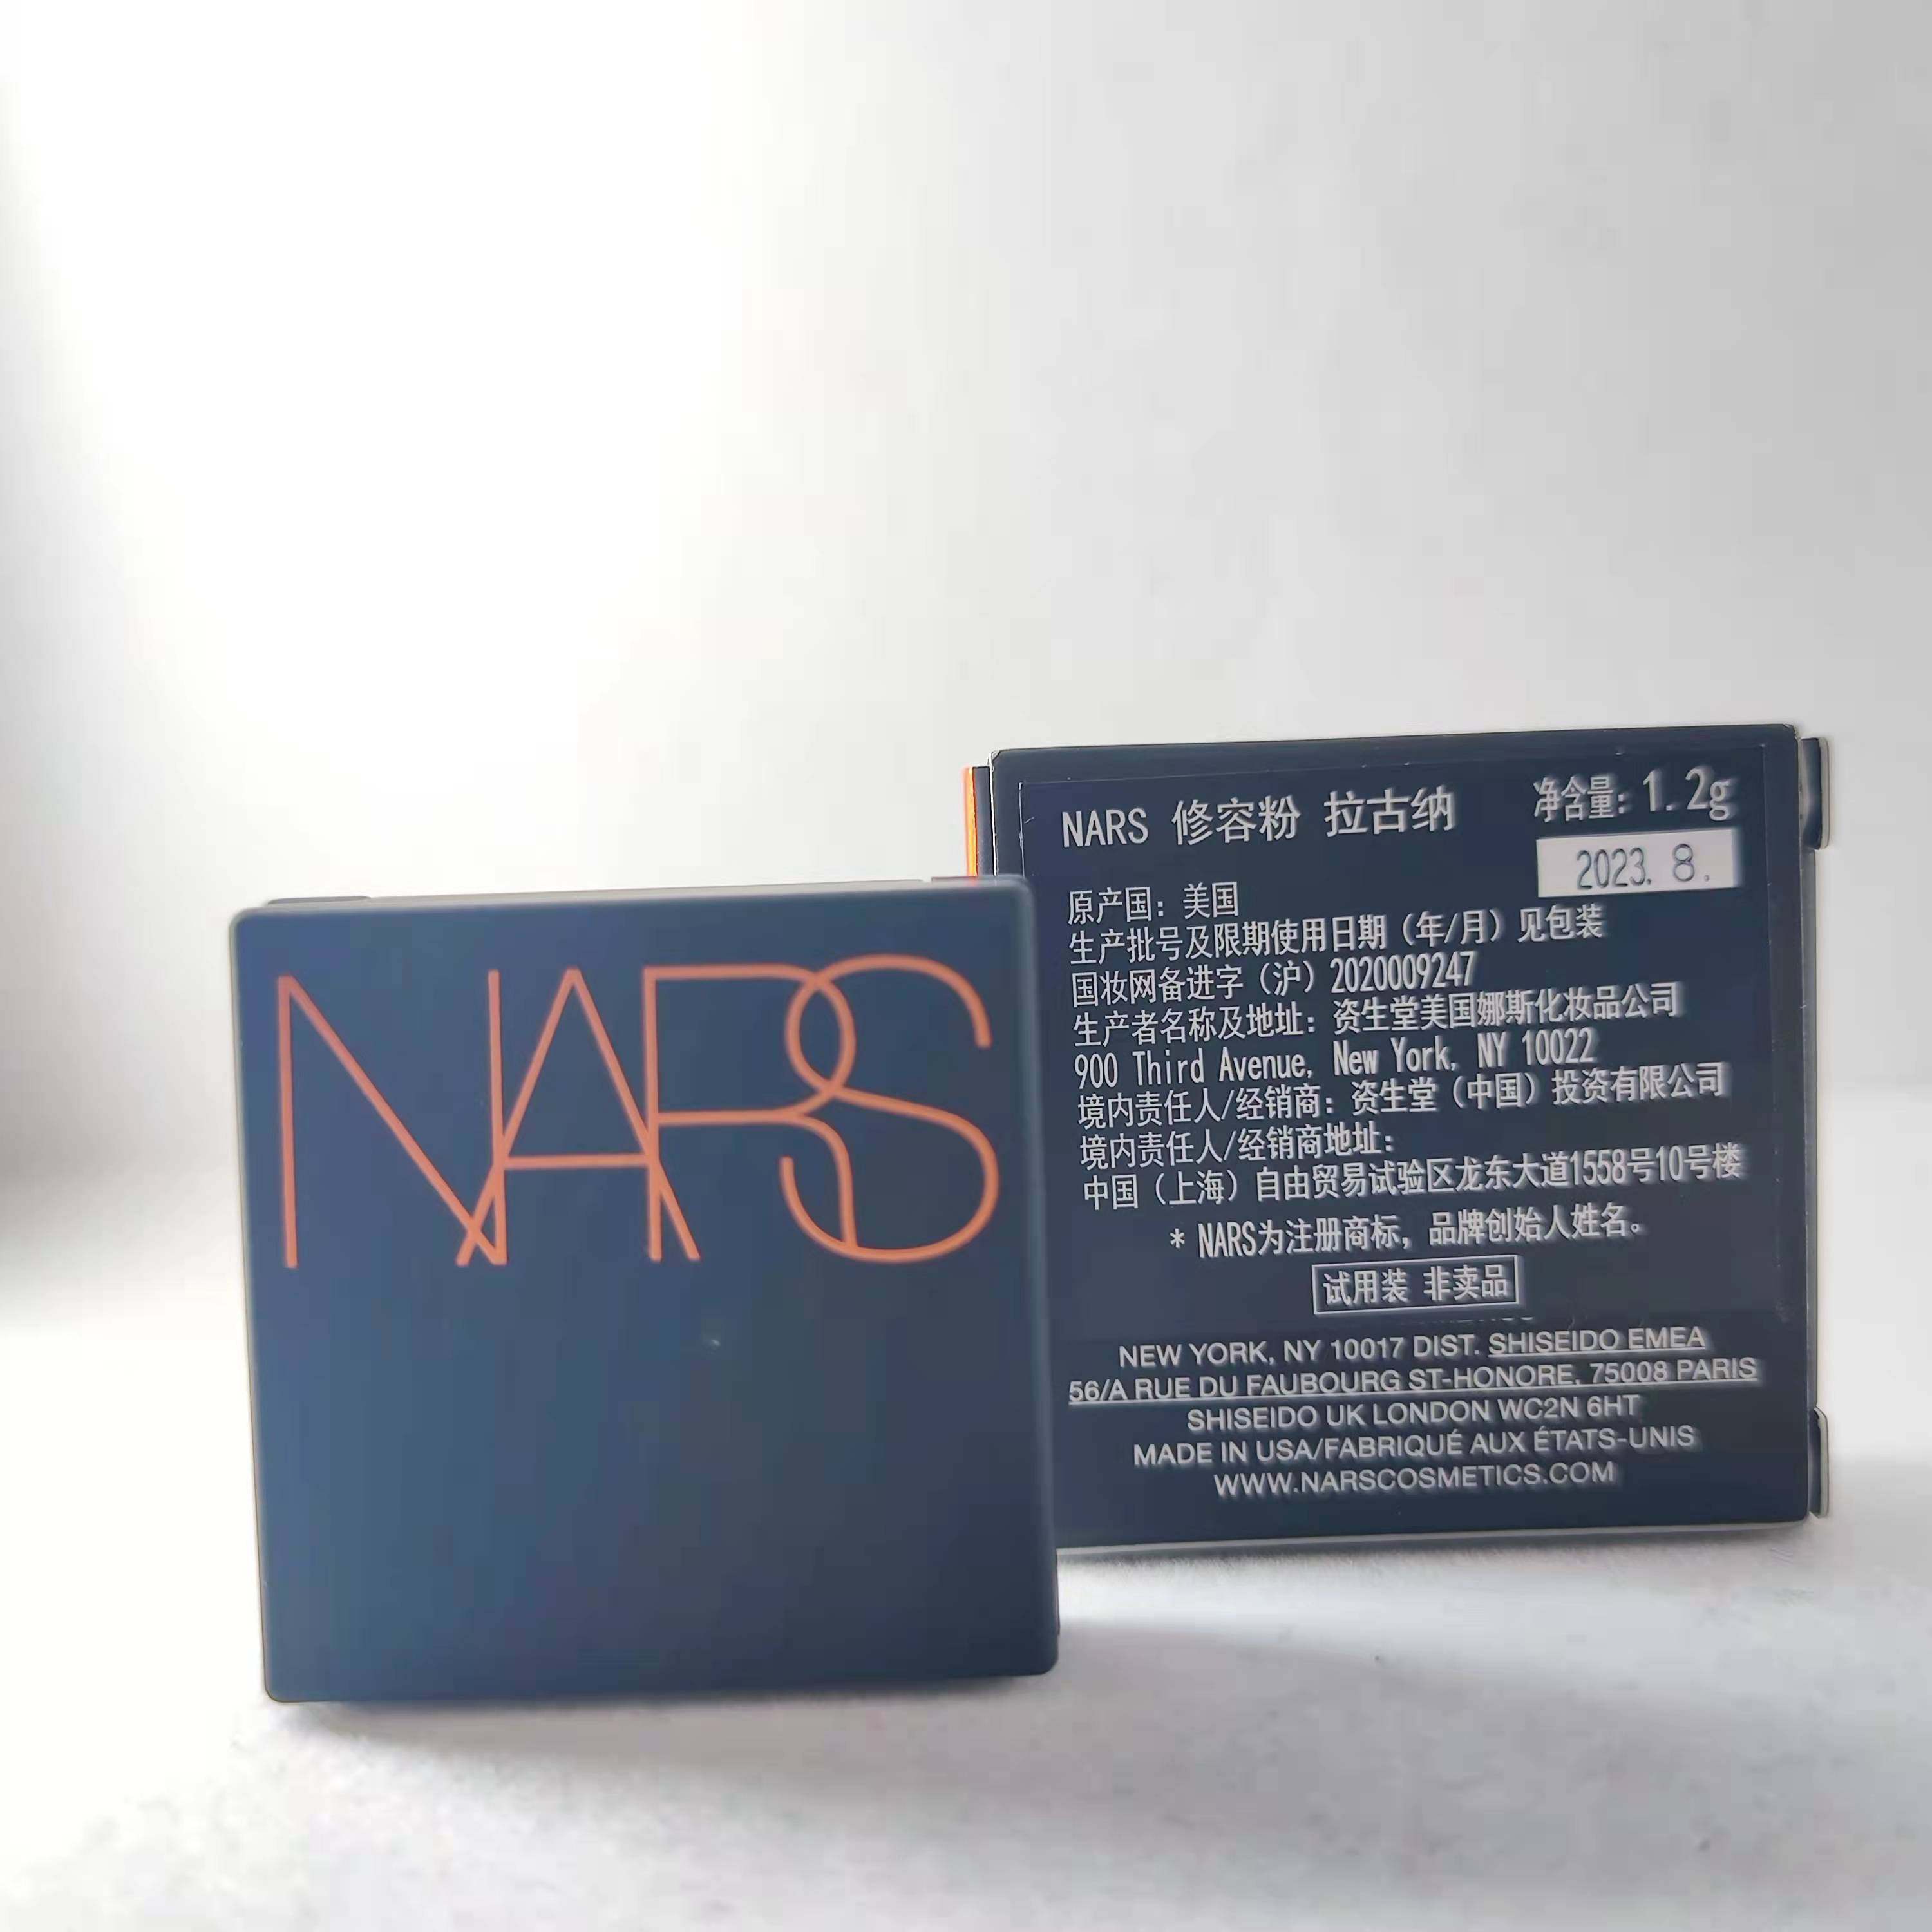 NARS
NARS 修容粉 拉古纳
净含量: 1.2g
2023. 8.
原产国: 美国
生产批号及限期使用日期（年/月）见包装
国妆网备进字（沪）2020009247
生产者名称及地址: 资生堂美国娜斯化妆品公司
900 Third Avenue, New York, NY 10022
境内责任人/经销商: 资生堂（中国）投资有限公司
境内责任人/经销商地址:
中国（上海）自由贸易试验区龙东大道1558号10号楼
* NARS为注册商标，品牌创始人姓名。
试用装 非卖品
NEW YORK, NY 10017 DIST. SHISEIDO EMEA
56/A RUE DU FAUBOURG ST-HONORE, 75008 PARIS
SHISEIDO UK LONDON WC2N 6HT
MADE IN USA/FABRIQUÉ AUX ÉTATS-UNIS
WWW.NARSCOSMETICS.COM